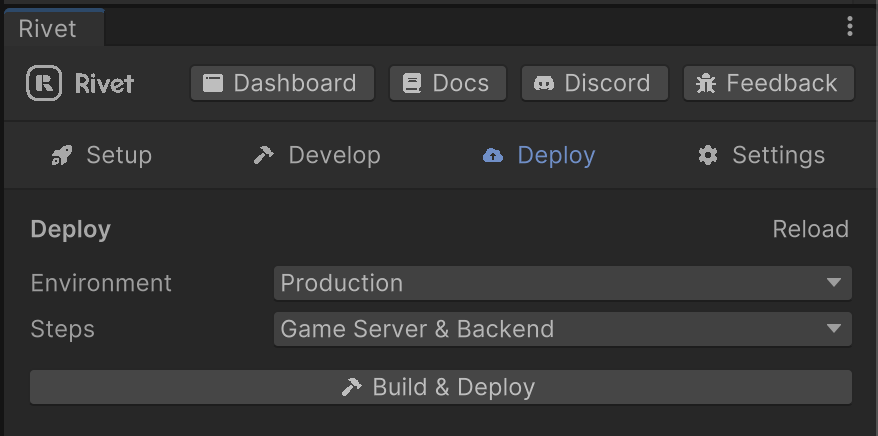 Rivet
Rivet Dashboard Docs Discord Feedback
Setup Develop Deploy Settings
Deploy Reload
Environment Production
Steps Game Server & Backend
Build & Deploy